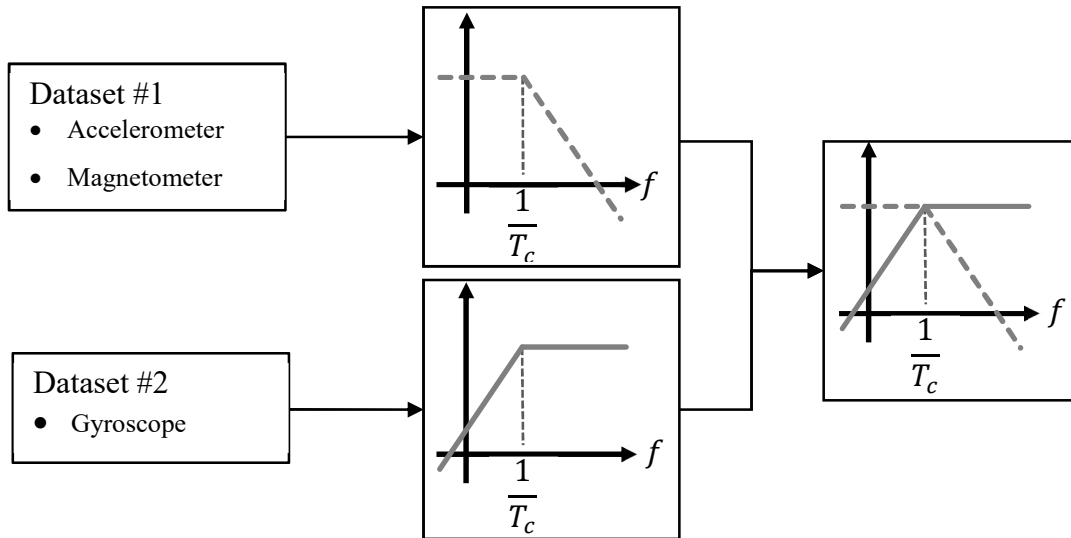 Dataset #1
• Accelerometer
• Magnetometer
f
1
T_c
Dataset #2
• Gyroscope
f
1
T_c
f
1
T_c